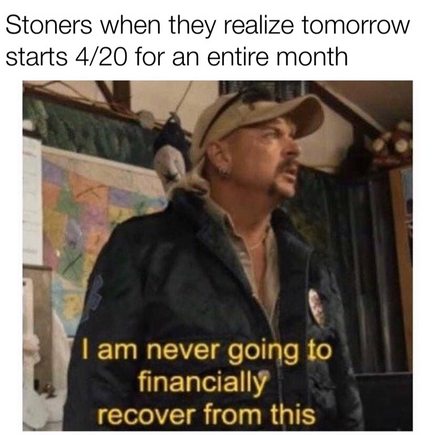 Stoners when they realize tomorrow
starts 4/20 for an entire month
I am never going to
financially
recover from this